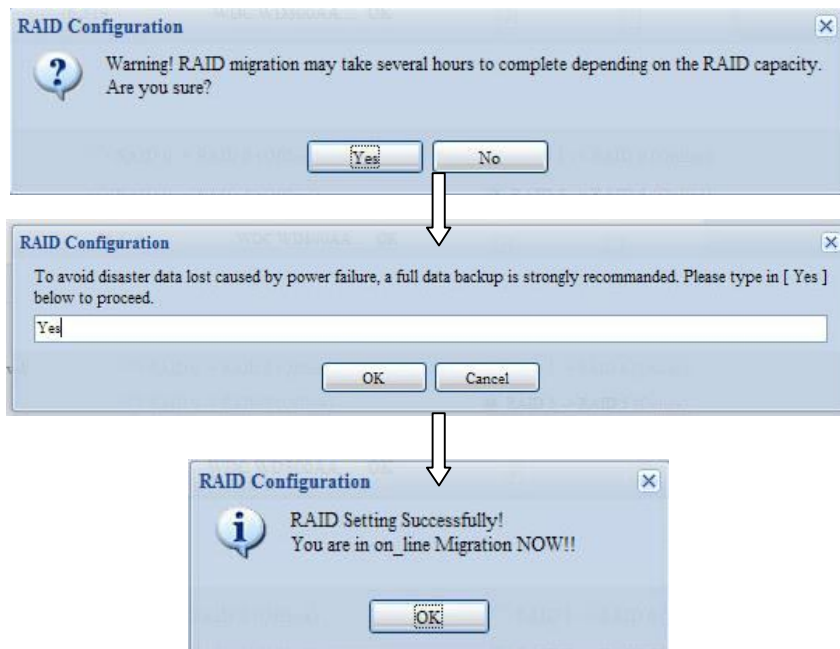 RAID Configuration
Warning! RAID migration may take several hours to complete depending on the RAID capacity.
Are you sure?
Yes
No
RAID Configuration
To avoid disaster data lost caused by power failure, a full data backup is strongly recommanded. Please type in [ Yes ]
below to proceed.
Yes
OK
Cancel
RAID Configuration
RAID Setting Successfully!
You are in on_line Migration NOW!!
OK